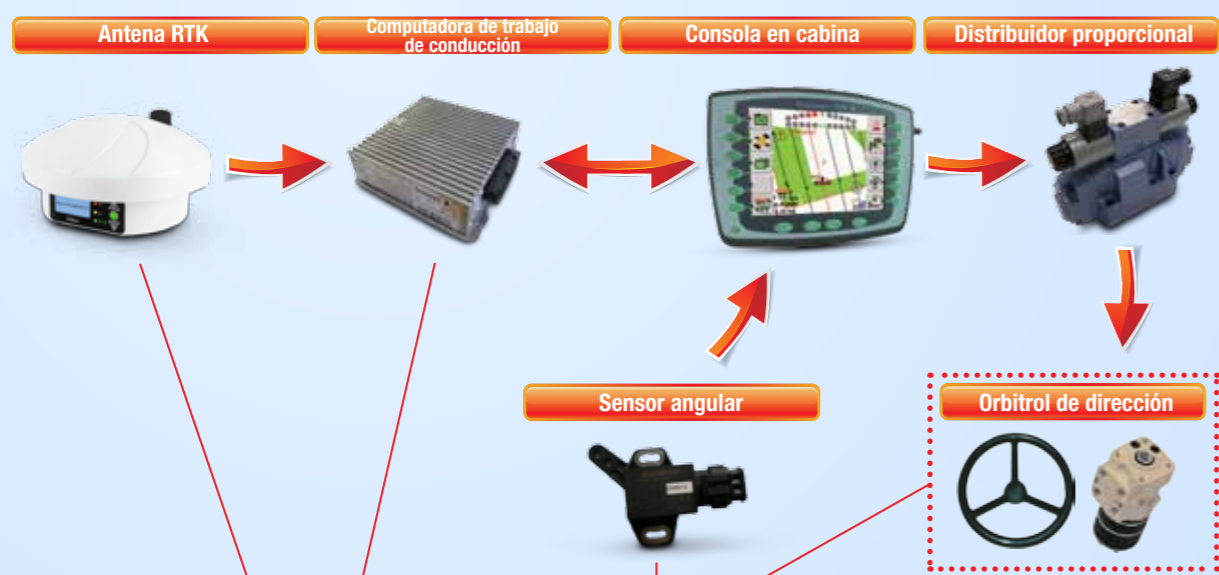 Antena RTK
Computadora de trabajo
de conducción
Consola en cabina
Distribuidor proporcional
Sensor angular
Orbitrol de dirección